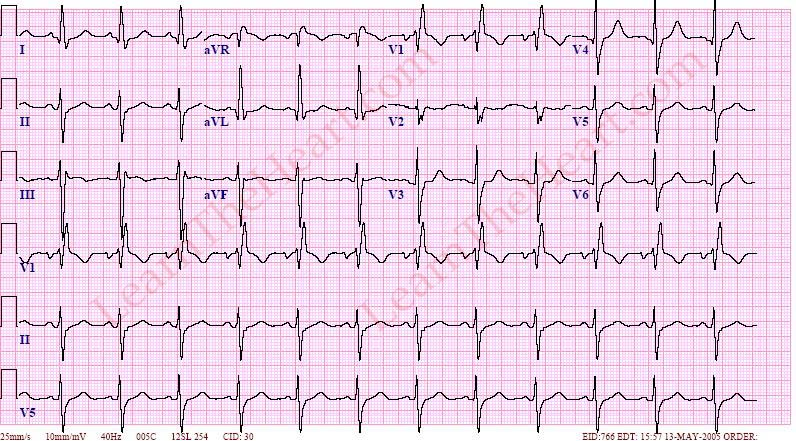 I aVR V1 V4
II aVL V2 V5
III aVF V3 V6
V1
II
V5
LearnTheHeart.com LearnTheHeart.com
25mm/s 10mm/mV 40Hz 005C 12SL 254 CID: 30 EID:766 EDT: 15:57 13-MAY-2005 ORDER: